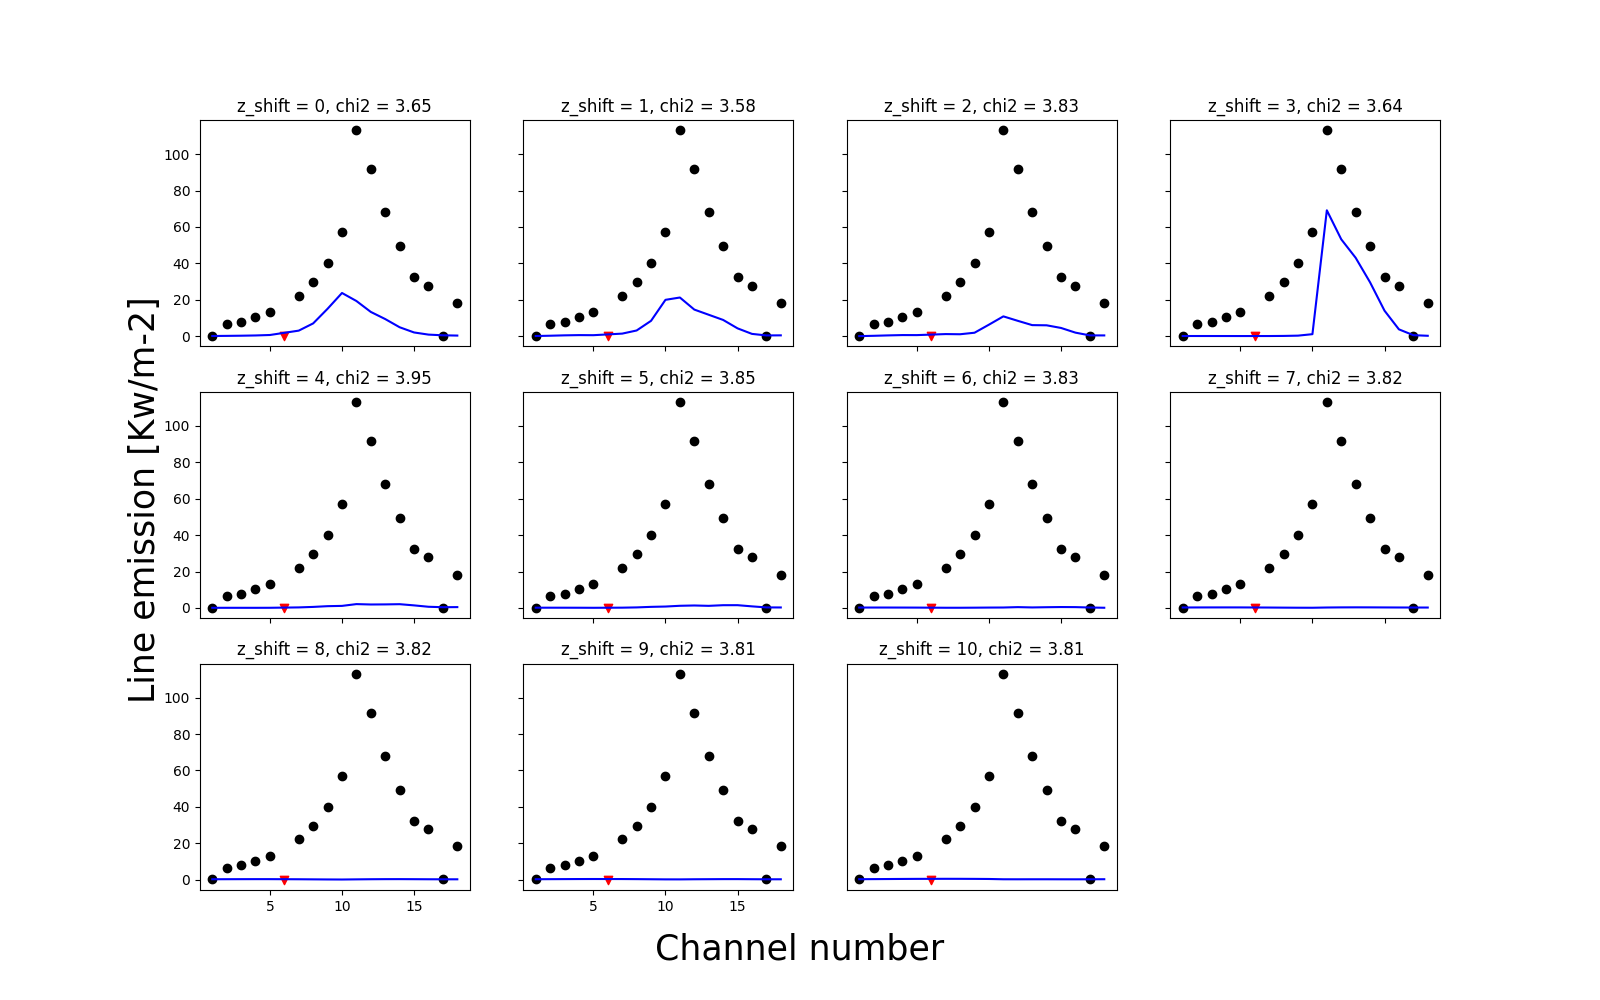 z_shift = 0, chi2 = 3.65
z_shift = 1, chi2 = 3.58
z_shift = 2, chi2 = 3.83
z_shift = 3, chi2 = 3.64
100
80
60
40
20
0
z_shift = 4, chi2 = 3.95
z_shift = 5, chi2 = 3.85
z_shift = 6, chi2 = 3.83
z_shift = 7, chi2 = 3.82
100
80
60
40
20
0
Line emission [Kw/m-2]
z_shift = 8, chi2 = 3.82
z_shift = 9, chi2 = 3.81
z_shift = 10, chi2 = 3.81
100
80
60
40
20
0
5 10 15
5 10 15
Channel number